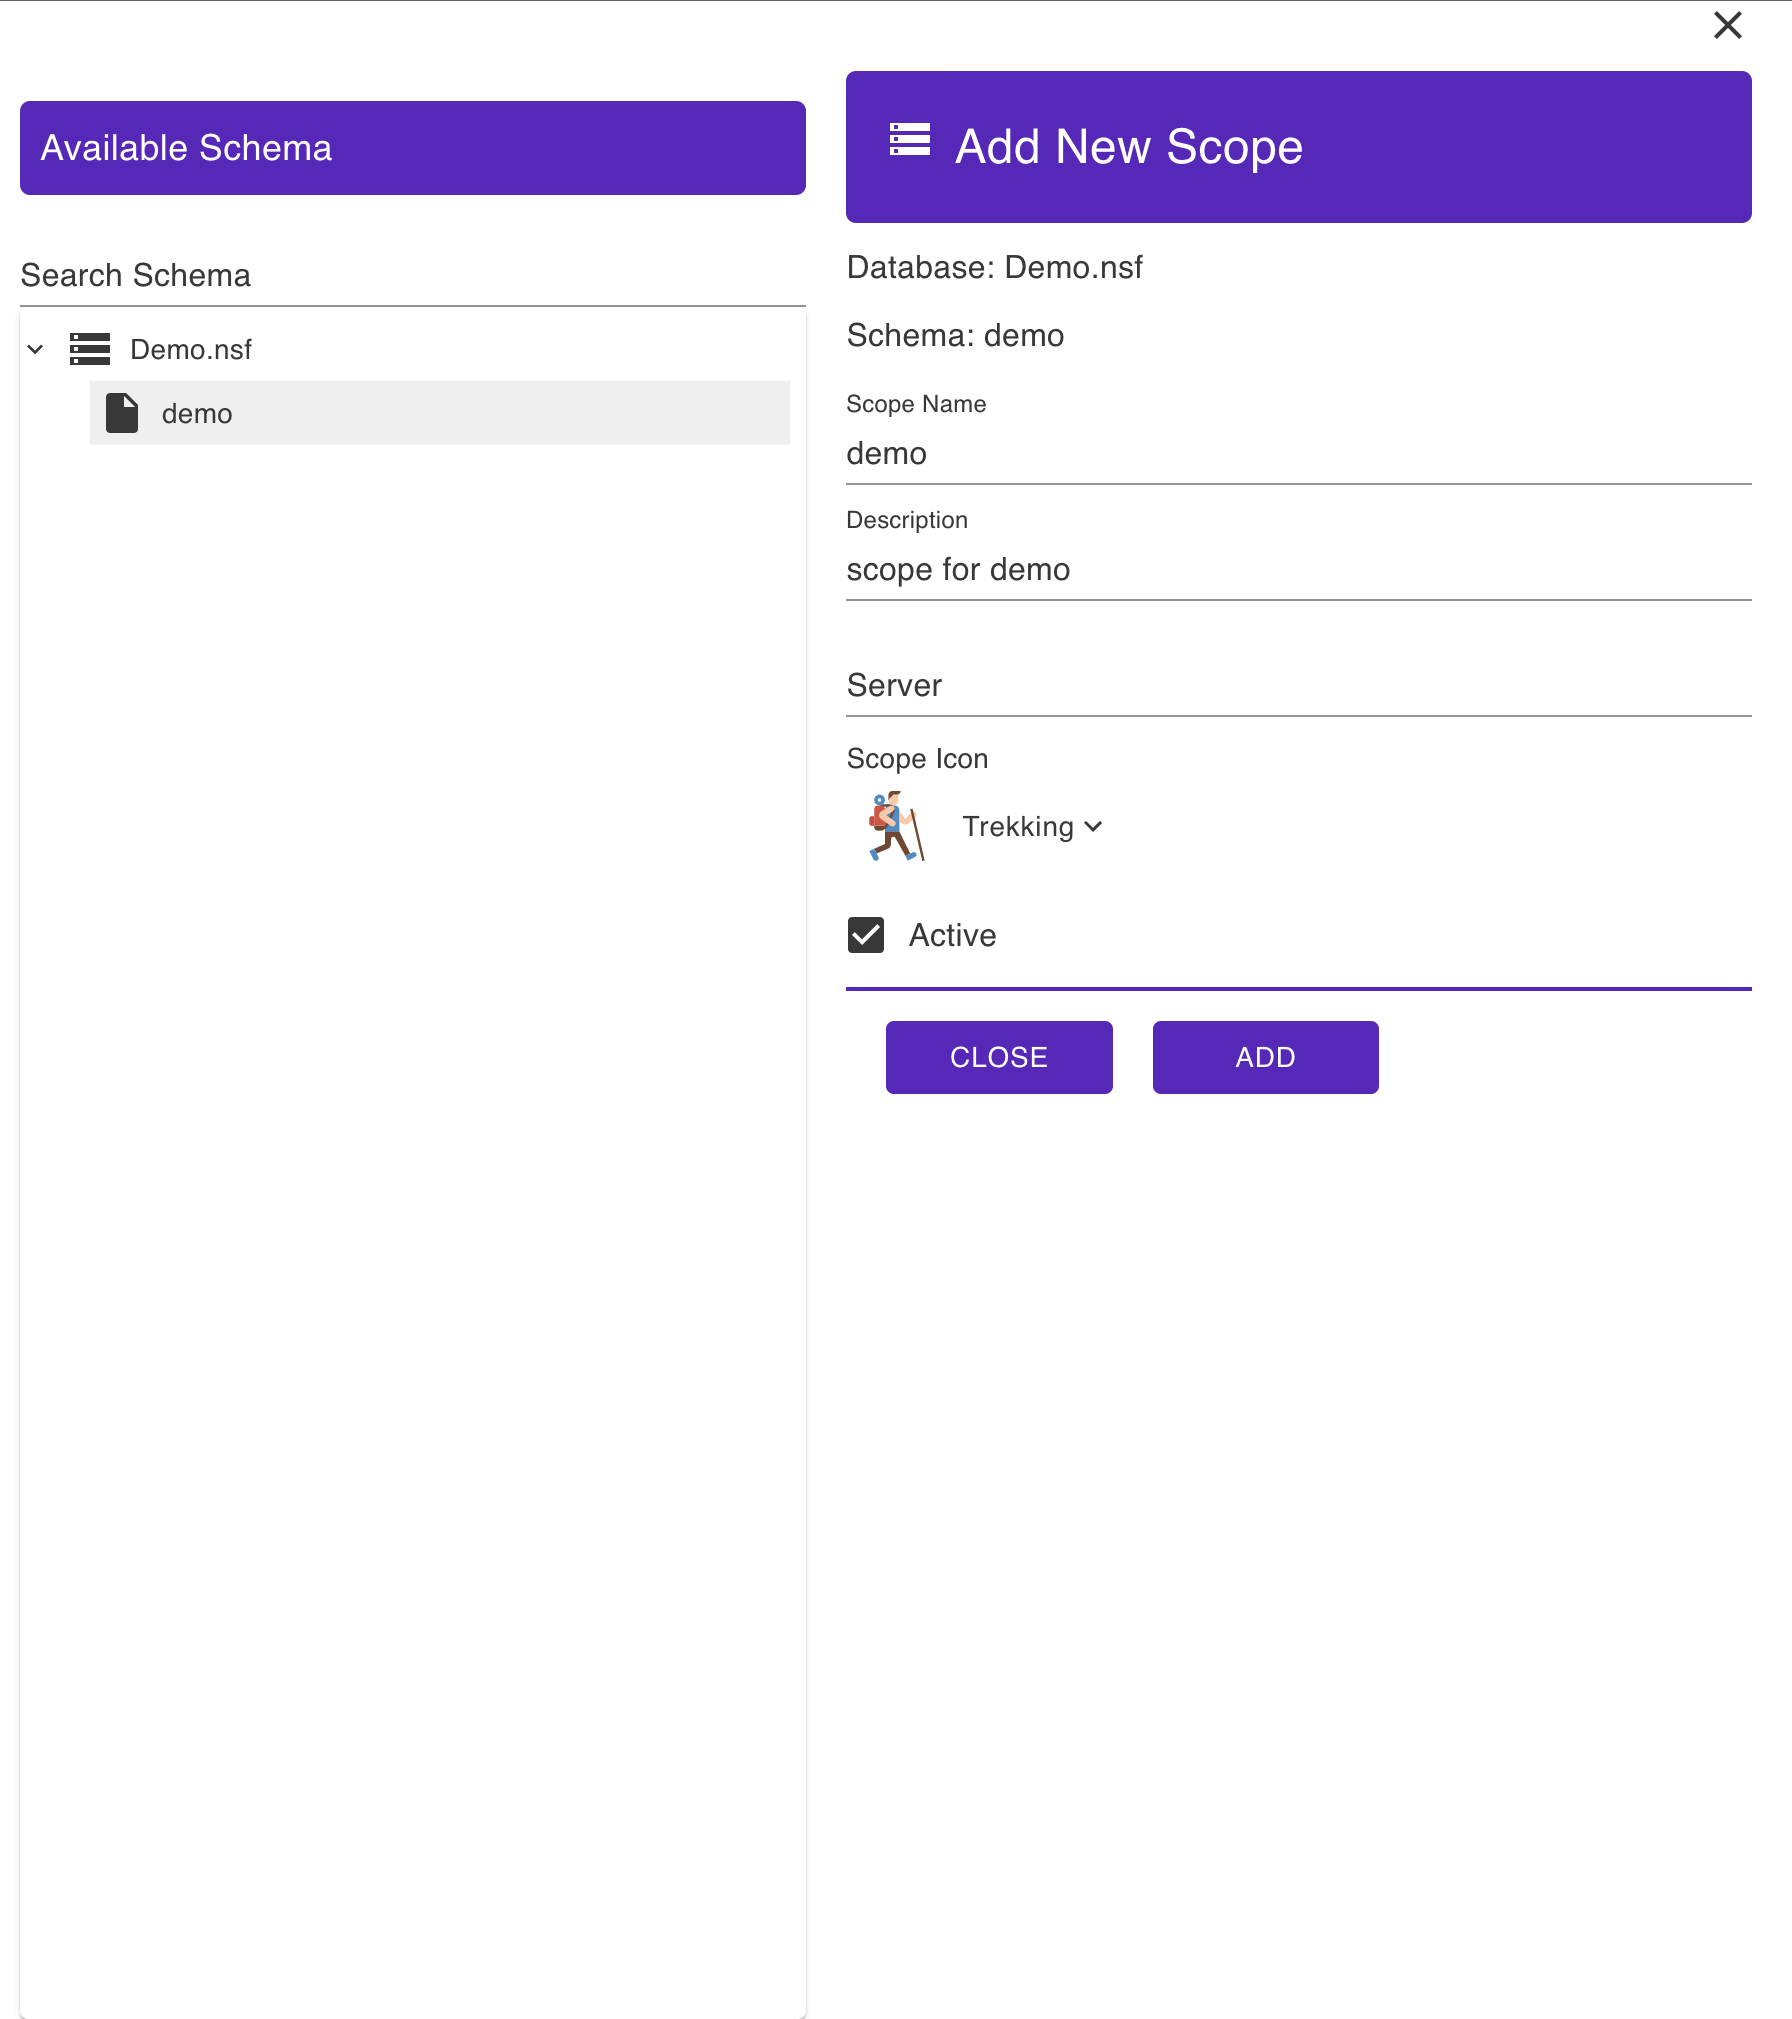 Available Schema
Search Schema
Demo.nsf
demo
Add New Scope
Database: Demo.nsf
Schema: demo
Scope Name
demo
Description
scope for demo
Server
Scope Icon
Trekking
Active
CLOSE
ADD